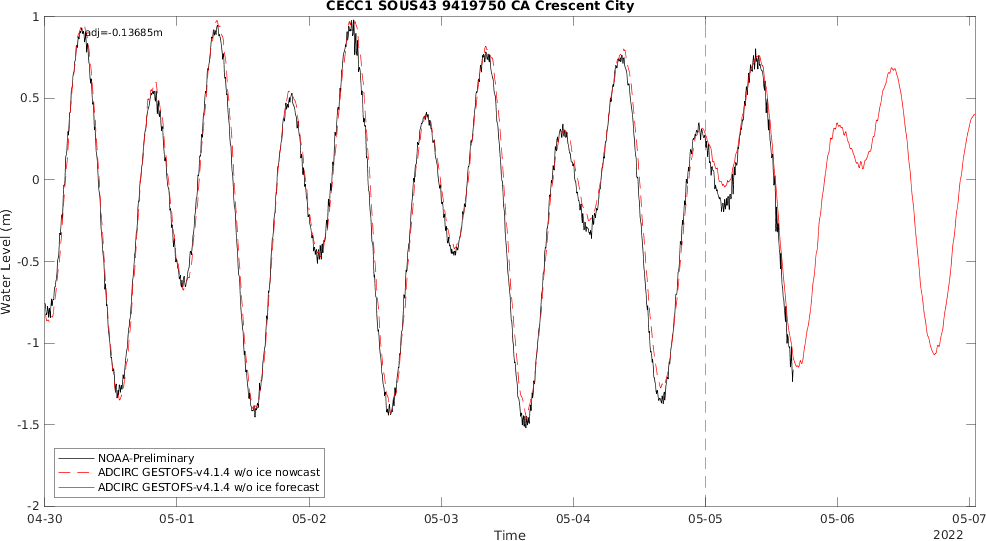 CECC1 SOUS43 9419750 CA Crescent City
adj=-0.13685m
1
0.5
0
-0.5
-1
-1.5
-2
Water Level (m)
NOAA-Preliminary
ADCIRC GESTOFS-v4.1.4 w/o ice nowcast
ADCIRC GESTOFS-v4.1.4 w/o ice forecast
04-30 05-01 05-02 05-03 05-04 05-05 05-06 05-07
Time
2022